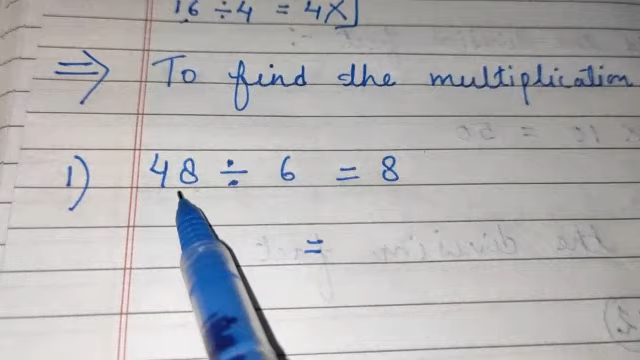 16 ÷ 4 = 4X]
⇒ To find the multiplication
1) 48 ÷ 6 = 8
=